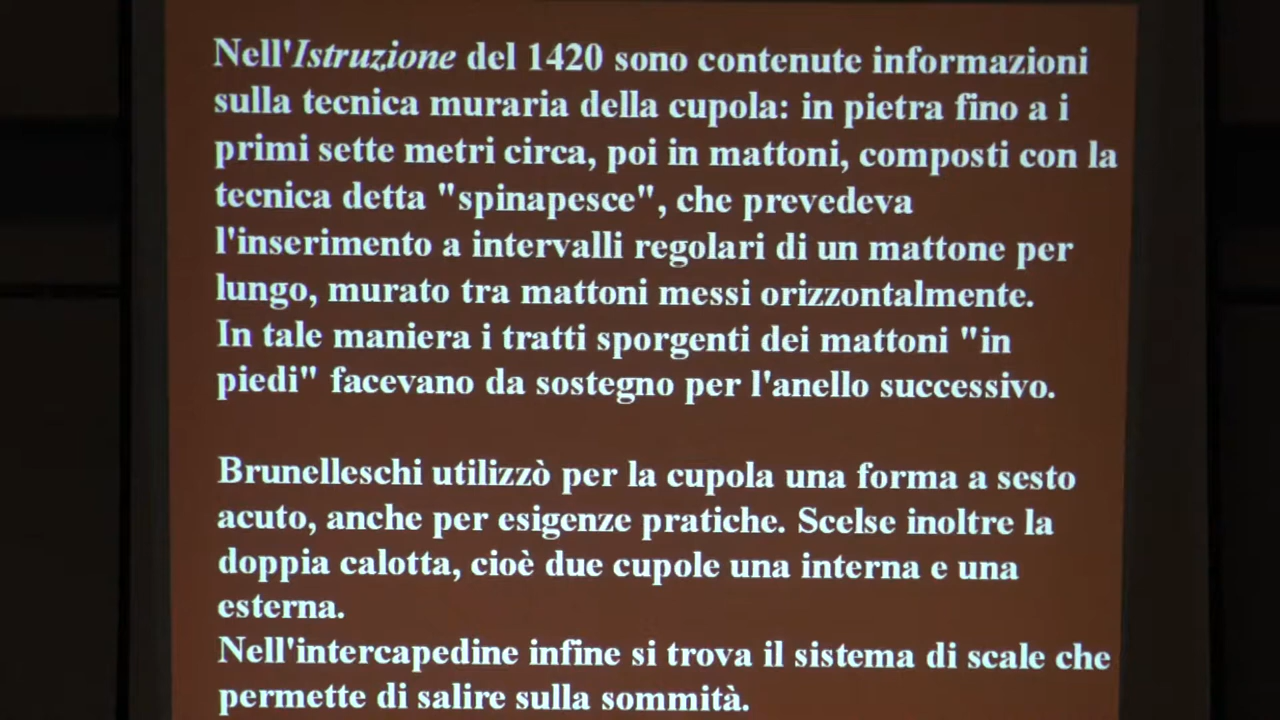 Nell'Istruzione del 1420 sono contenute informazioni
sulla tecnica muraria della cupola: in pietra fino a i
primi sette metri circa, poi in mattoni, composti con la
tecnica detta "spinapesce", che prevedeva
l'inserimento a intervalli regolari di un mattone per
lungo, murato tra mattoni messi orizzontalmente.
In tale maniera i tratti sporgenti dei mattoni "in
piedi" facevano da sostegno per l'anello successivo.
Brunelleschi utilizzò per la cupola una forma a sesto
acuto, anche per esigenze pratiche. Scelse inoltre la
doppia calotta, cioè due cupole una interna e una
esterna.
Nell'intercapedine infine si trova il sistema di scale che
permette di salire sulla sommità.